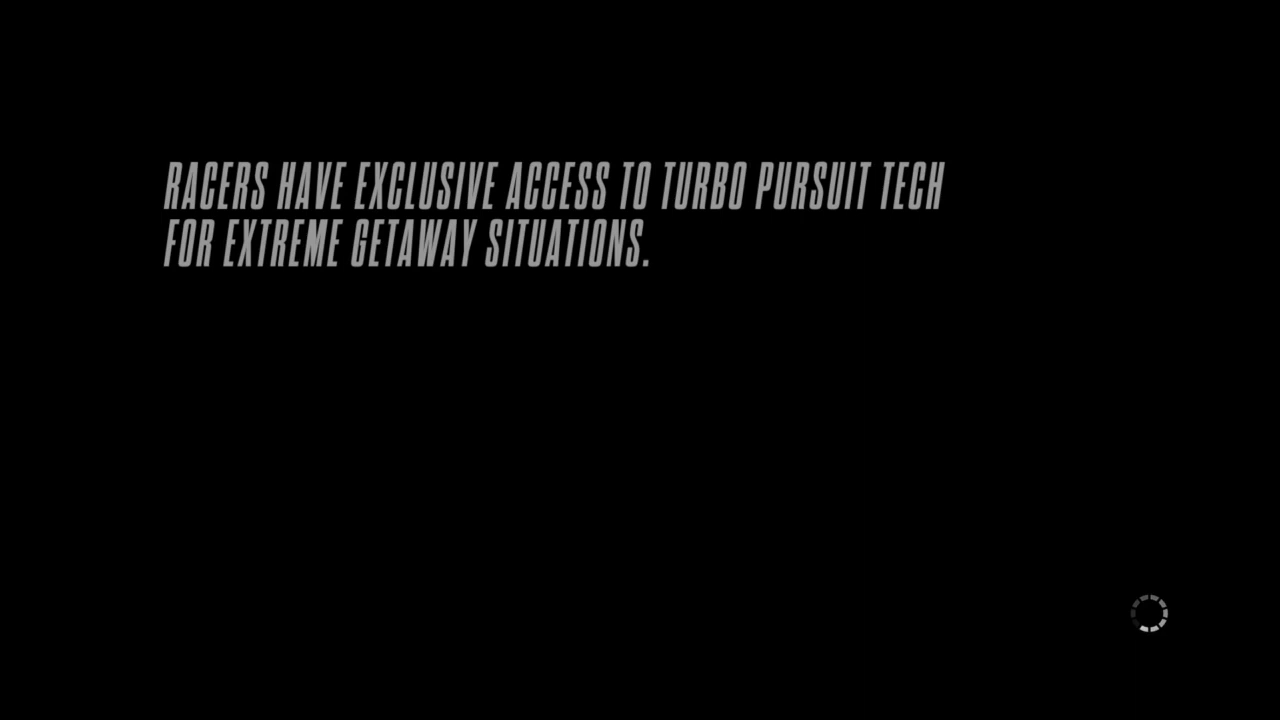 RACERS HAVE EXCLUSIVE ACCESS TO TURBO PURSUIT TECH
FOR EXTREME GETAWAY SITUATIONS.